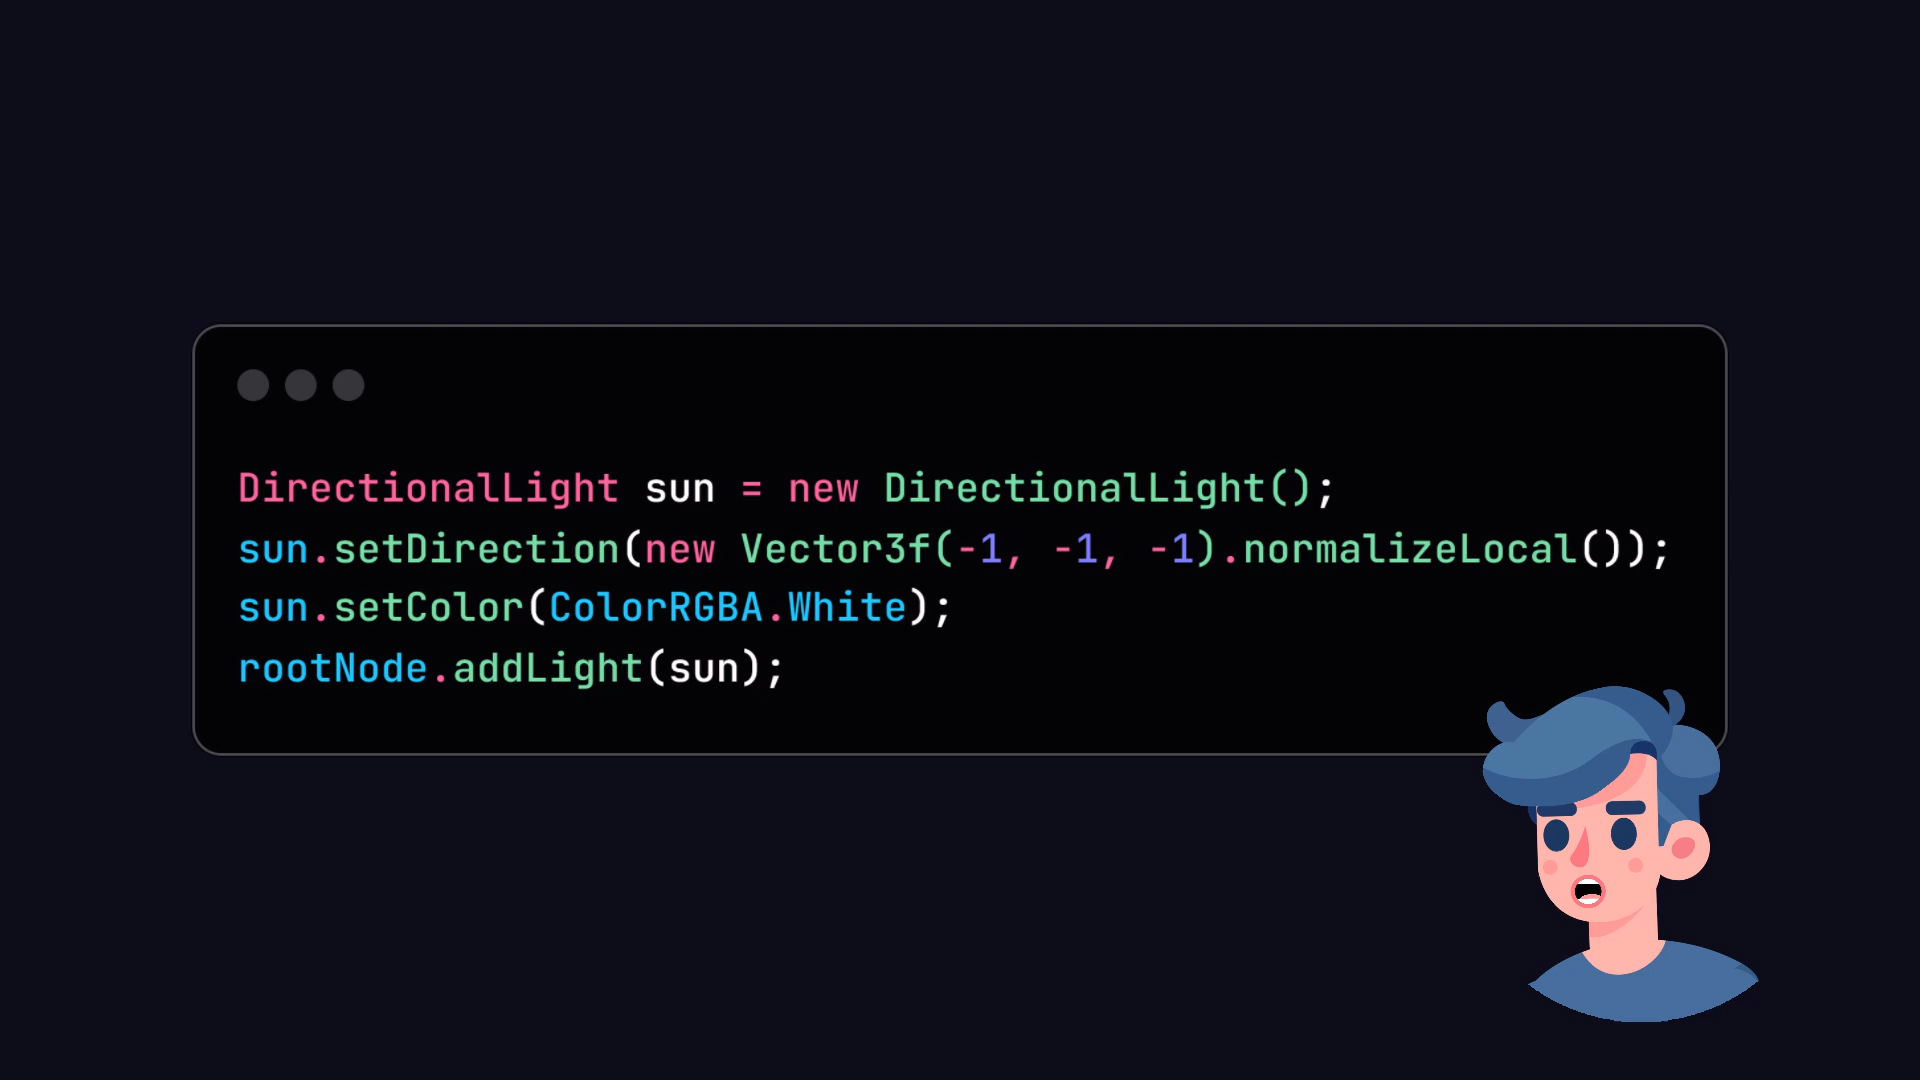 DirectionalLight sun = new DirectionalLight();
sun.setDirection(new Vector3f(-1, -1, -1).normalizeLocal());
sun.setColor(ColorRGBA.White);
rootNode.addLight(sun);